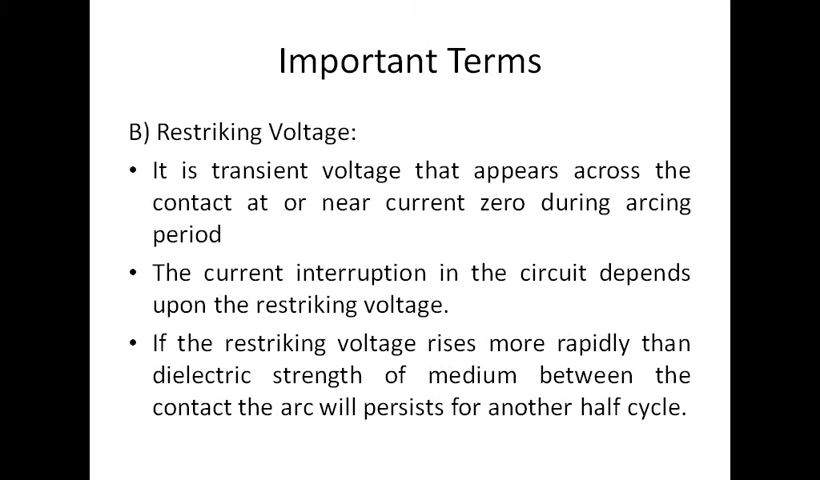 Important Terms
B) Restriking Voltage:
• It is transient voltage that appears across the
contact at or near current zero during arcing
period
• The current interruption in the circuit depends
upon the restriking voltage.
• If the restriking voltage rises more rapidly than
dielectric strength of medium between the
contact the arc will persists for another half cycle.